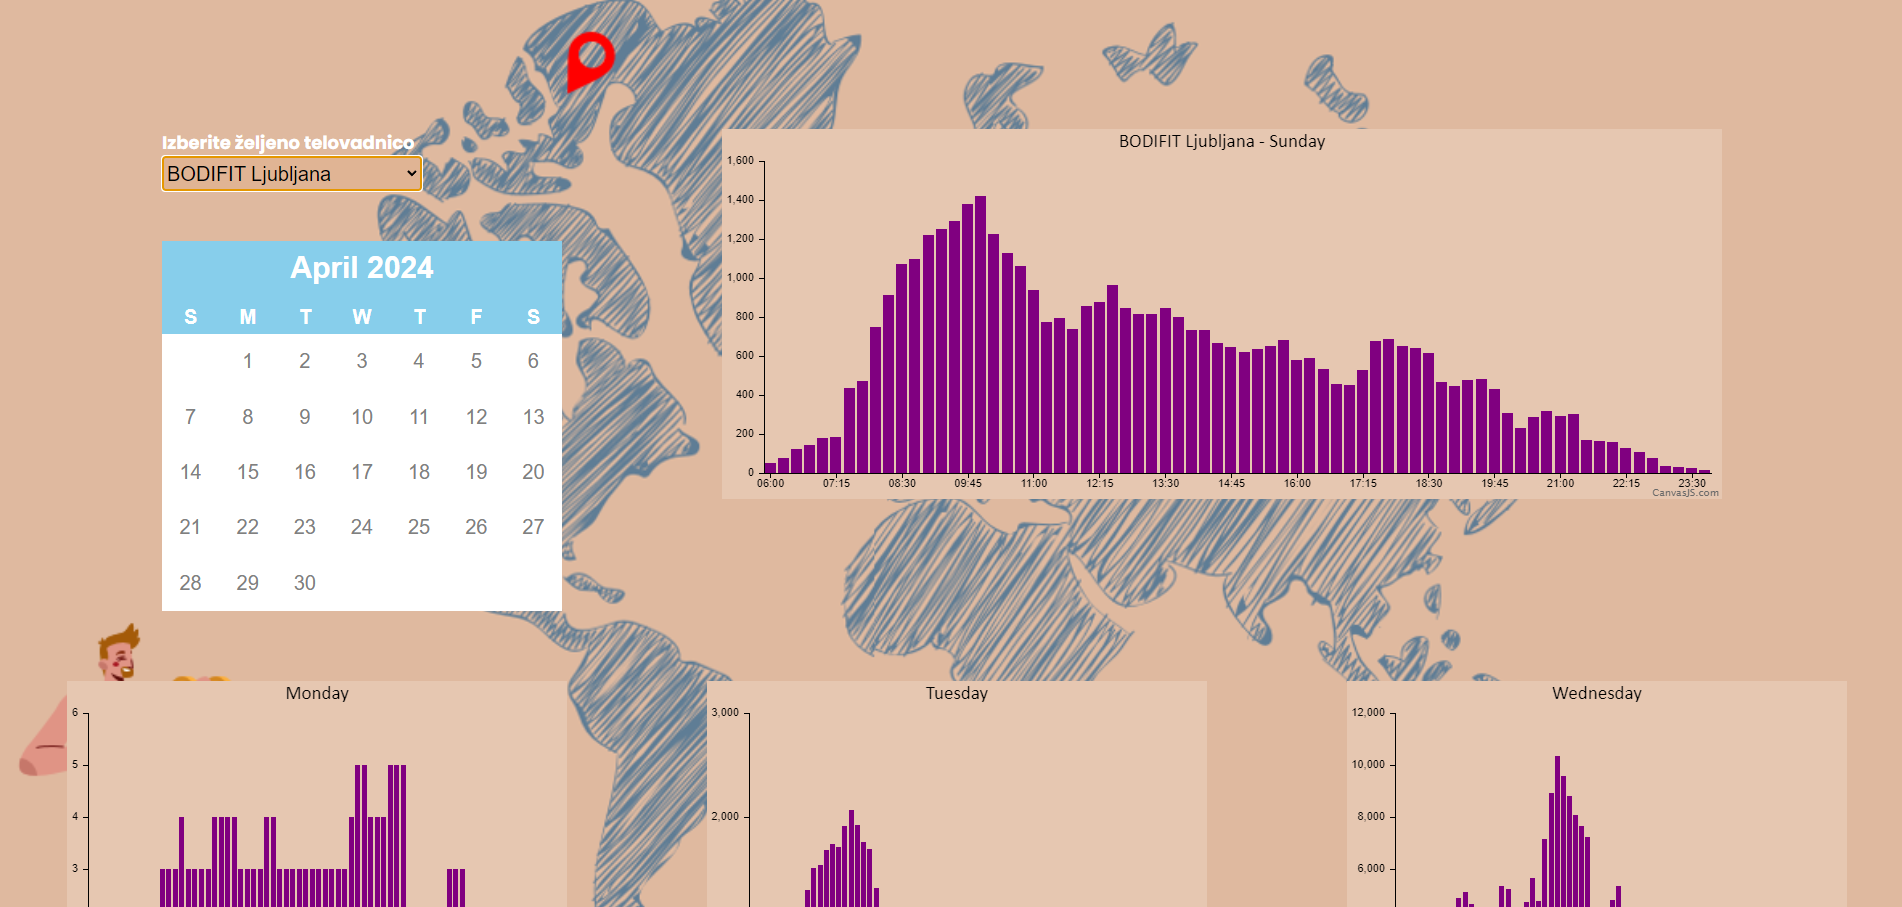 Izberite željeno telovadnico
BODIFIT Ljubljana
April 2024
S M T W T F S
1 2 3 4 5 6
7 8 9 10 11 12 13
14 15 16 17 18 19 20
21 22 23 24 25 26 27
28 29 30
BODIFIT Ljubljana - Sunday
1,600
1,400
1,200
1,000
800
600
400
200
0
06:00 07:15 08:30 09:45 11:00 12:15 13:30 14:45 16:00 17:15 18:30 19:45 21:00 22:15 23:30
CanvasJS.com
Monday
6
5
4
3
Tuesday
3,000
2,000
Wednesday
12,000
10,000
8,000
6,000